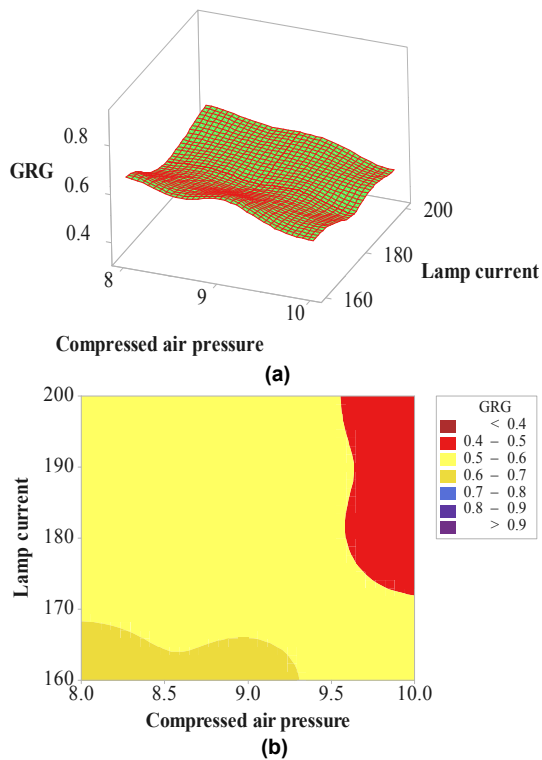 0.8
GRG
0.6
0.4
8
9
10
200
180
160
Lamp current
Compressed air pressure
(a)
200
190
180
170
160
Lamp current
8.0 8.5 9.0 9.5 10.0
Compressed air pressure
GRG
< 0.4
0.4 – 0.5
0.5 – 0.6
0.6 – 0.7
0.7 – 0.8
0.8 – 0.9
> 0.9
(b)